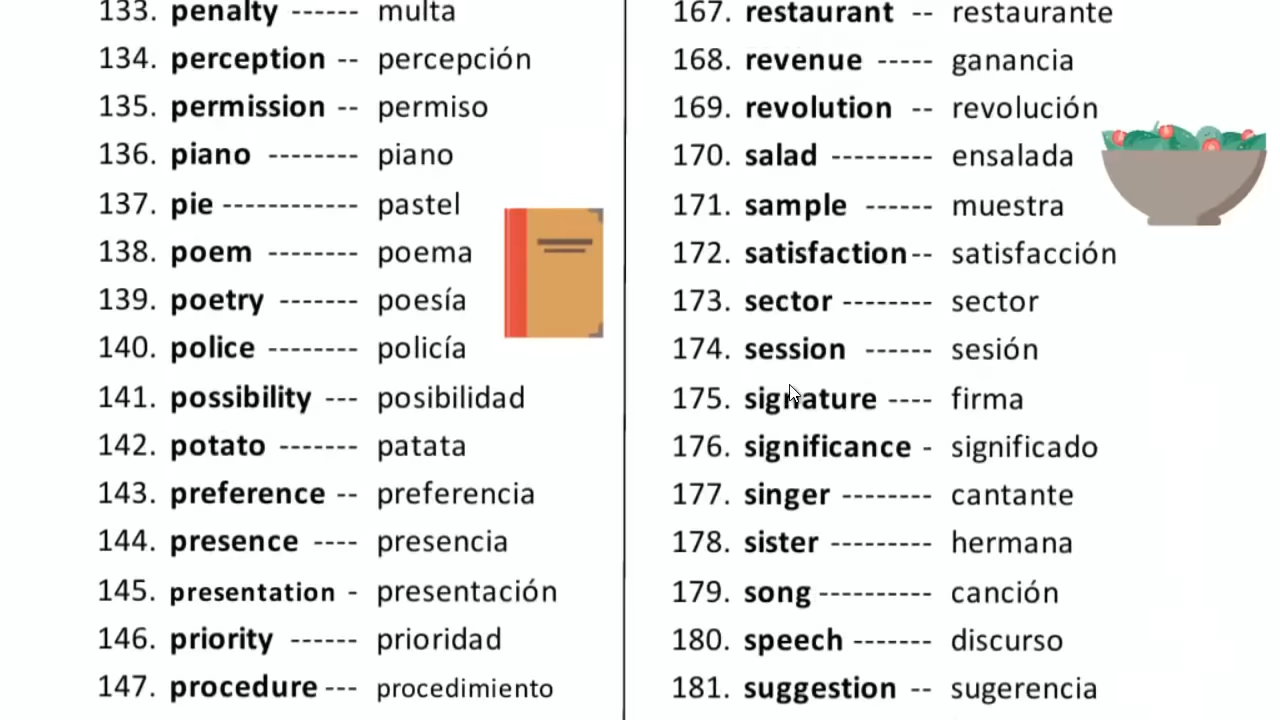 133. penalty ------ multa
134. perception -- percepción
135. permission -- permiso
136. piano -------- piano
137. pie ------------ pastel
138. poem -------- poema
139. poetry ------- poesía
140. police -------- policía
141. possibility --- posibilidad
142. potato ------- patata
143. preference -- preferencia
144. presence ---- presencia
145. presentation - presentación
146. priority ------ prioridad
147. procedure --- procedimiento
167. restaurant -- restaurante
168. revenue ----- ganancia
169. revolution -- revolución
170. salad --------- ensalada
171. sample ------ muestra
172. satisfaction -- satisfacción
173. sector -------- sector
174. session ------ sesión
175. signature ---- firma
176. significance - significado
177. singer -------- cantante
178. sister --------- hermana
179. song ---------- canción
180. speech ------- discurso
181. suggestion -- sugerencia